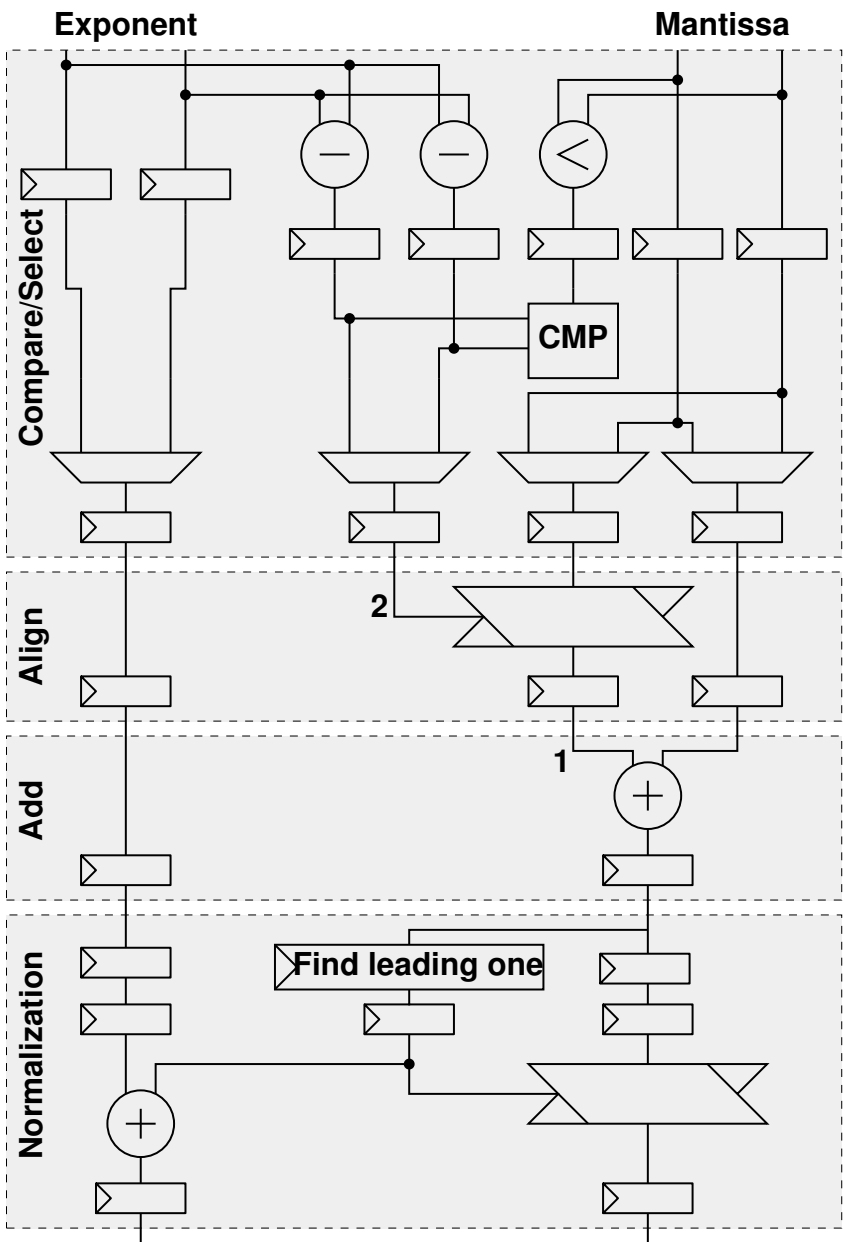 Exponent
Mantissa
Compare/Select
CMP
2
Align
1
Add
Find leading one
Normalization